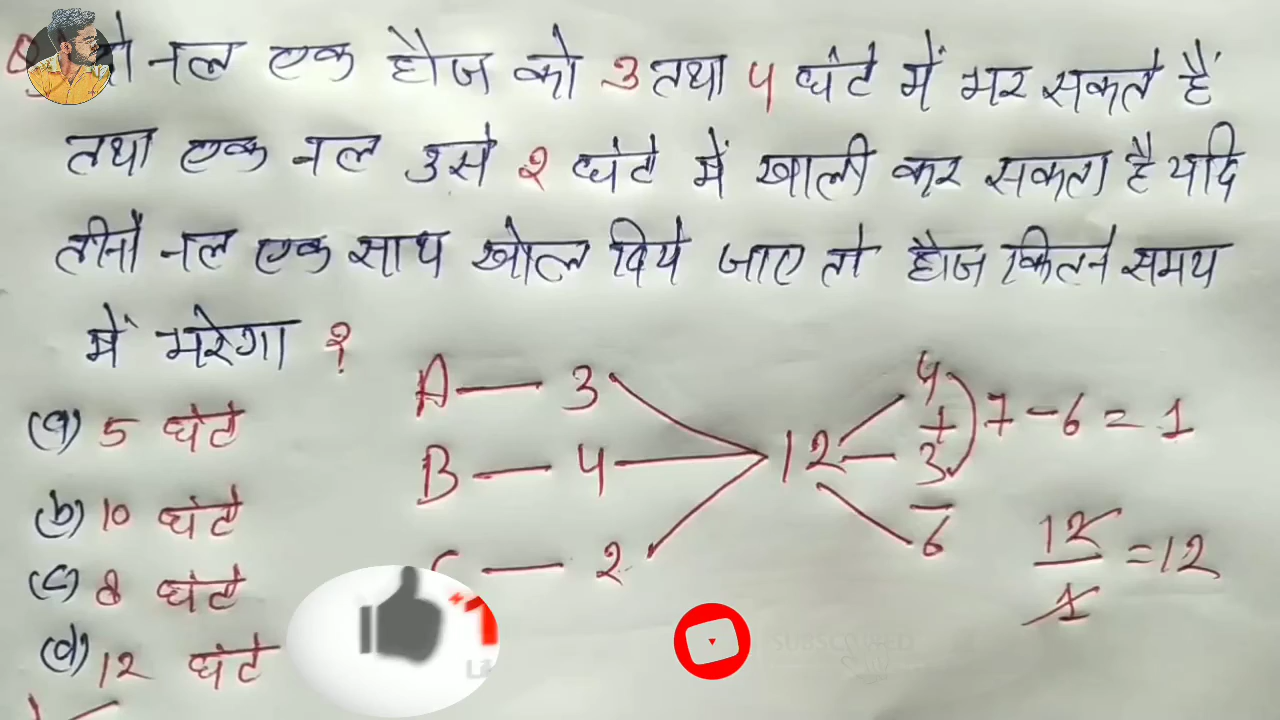 दो नल एक हौज को 3 तथा 4 घंटे में भर सकते हैं
तथा एक नल उसे 2 घंटे में खाली कर सकता है यदि
तीनों नल एक साथ खोल दिये जाए तो हौज कितने समय
में भरेगा ?
(a) 5 घंटे
(b) 10 घंटे
(c) 8 घंटे
(d) 12 घंटे
A — 3
B — 4
C — 2
12
4
+
3
-
6
7 - 6 = 1
12/1 = 12
SUBSCRIBED